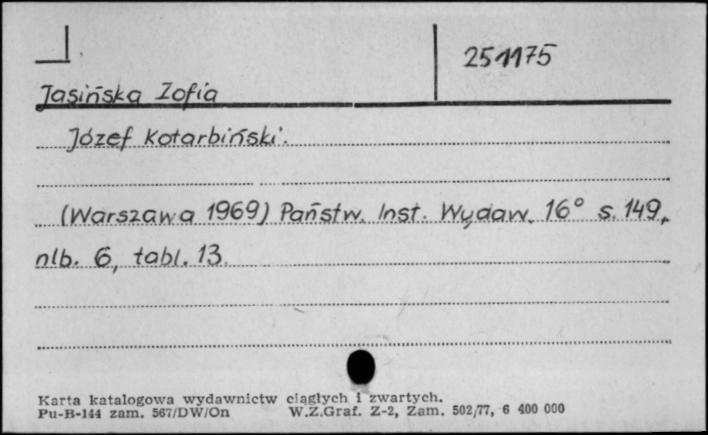 251175
Jasińska Zofia
Józef Kotarbiński.
(Warszawa 1969) Państw. Inst. Wydaw. 16° s. 149,
nlb. 6, tabl. 13.
Karta katalogowa wydawnictw ciągłych i zwartych.
Pu-B-144 zam. 567/DW/On W.Z.Graf. Z-2, Zam. 502/77, 6 400 000